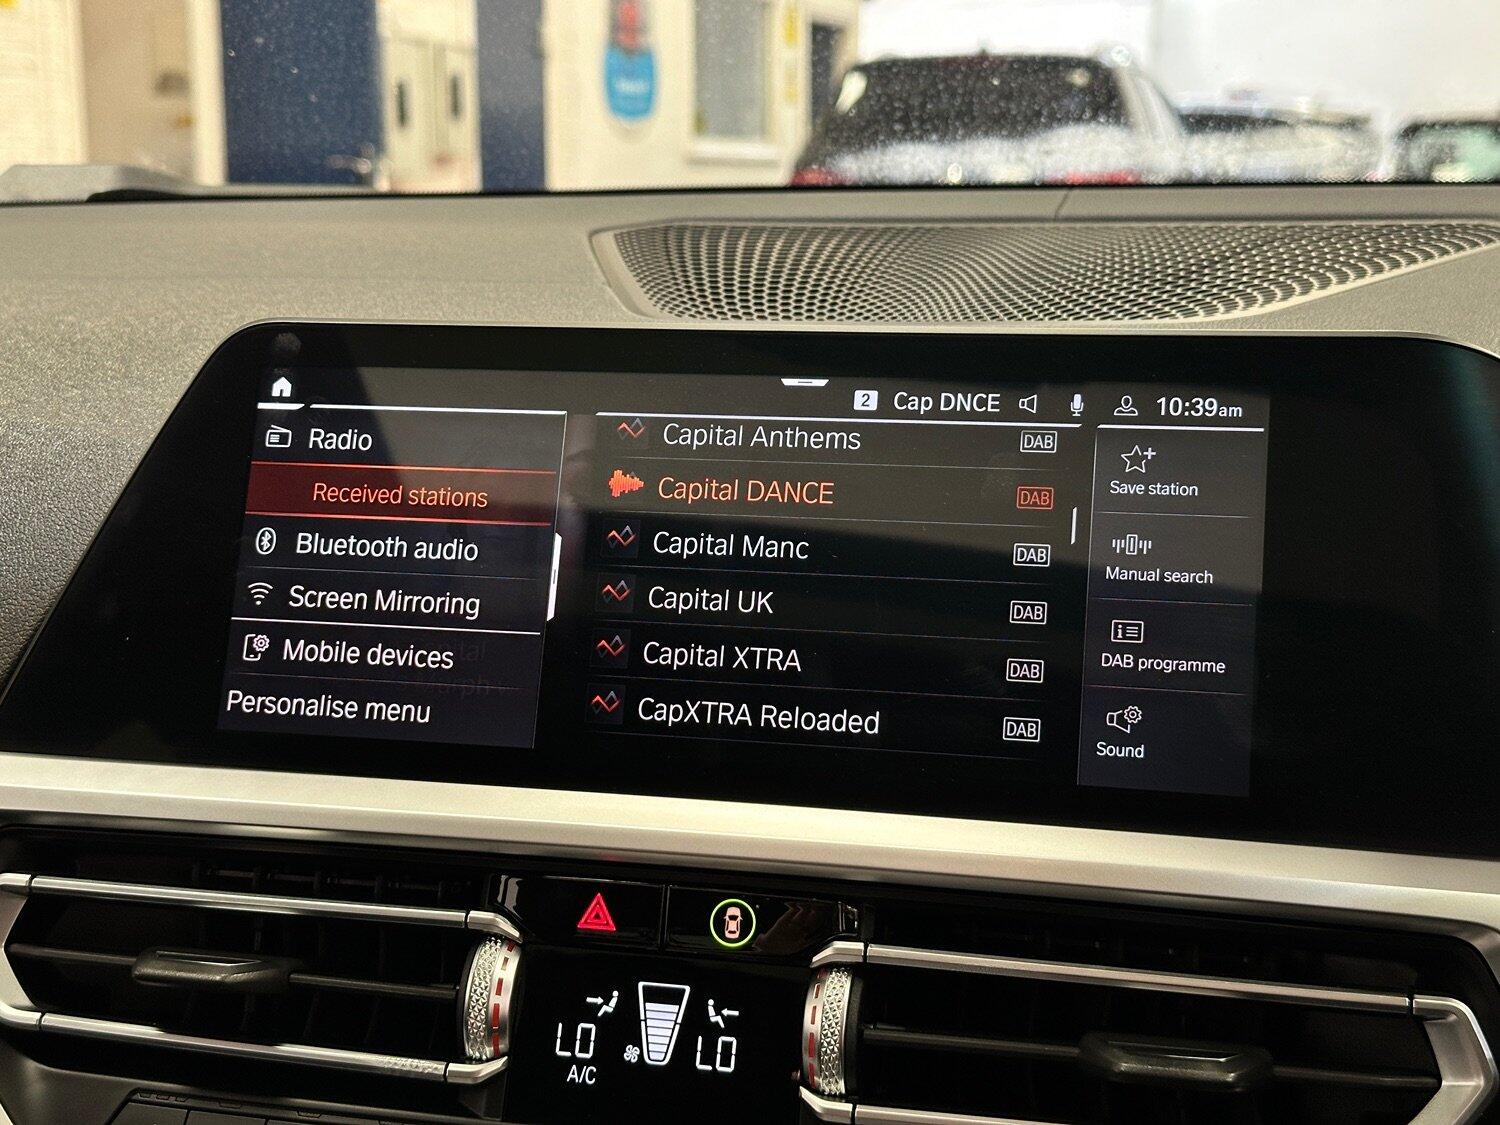 2 Cap DNCE 10:39am
Radio
Received stations
Bluetooth audio
Screen Mirroring
Mobile devices
Personalise menu
Capital Anthems DAB
Capital DANCE DAB
Capital Manc DAB
Capital UK DAB
Capital XTRA DAB
CapXTRA Reloaded DAB
Save station
Manual search
DAB programme
Sound
LO LO
A/C